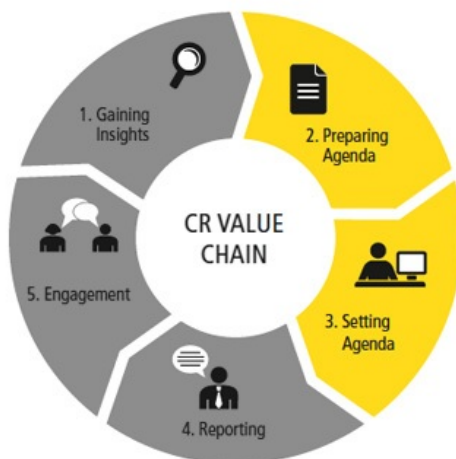 CR VALUE
CHAIN
1. Gaining
Insights
2. Preparing
Agenda
3. Setting
Agenda
4. Reporting
5. Engagement